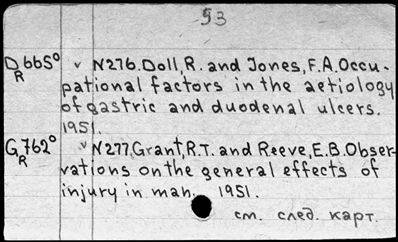 -93
D R 665° v N276. Doll, R. and Jones, F.A. Occu-
pational factors in the aetiology
of gastric and duodenal ulcers.
1951.
G R 762° v N277. Grant, R.T. and Reeve, E.B. Obser-
vations on the general effects of
injury in man. 1951.
см. след. карт.